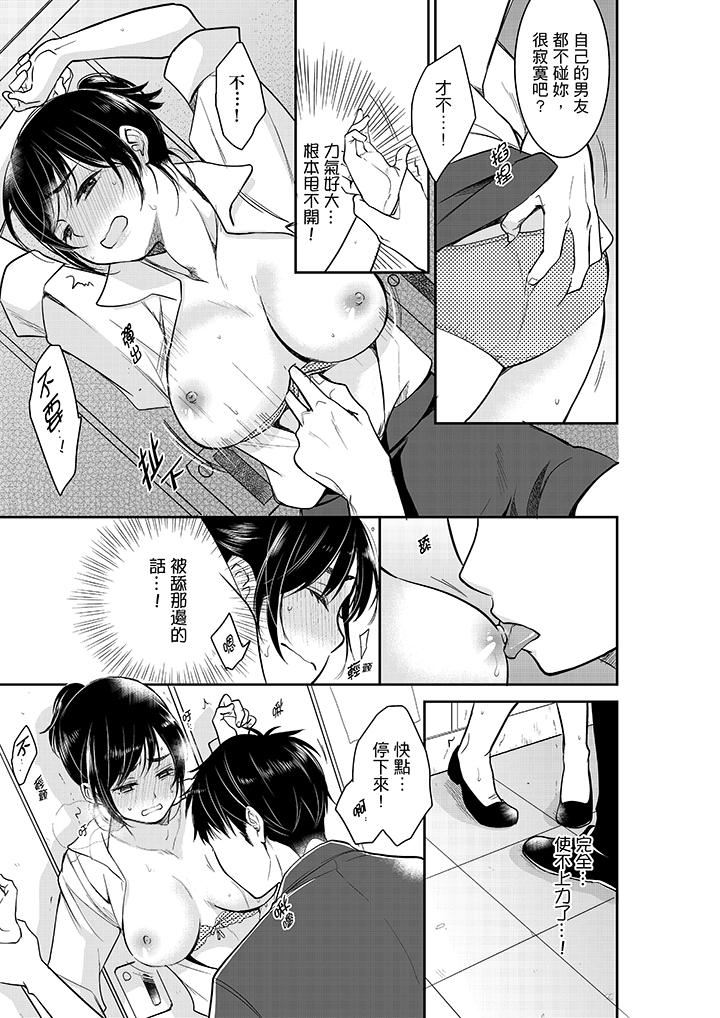 自己的男友
都不碰妳，
很寂寞吧？
才不…！
力氣好大…
根本甩不開！
不…！
彈出
扯下
不要…！
舔
被舔那邊的
話…！
嗯
輕顫
完全…
使不上力了…！
快點…
停下來！
不…
輕顫